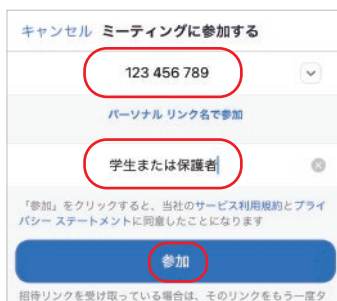 キャンセル ミーティングに参加する
123 456 789
パーソナル リンク名で参加
学生または保護者
「参加」をクリックすると、当社のサービス利用規約とプライ
バシー ステートメントに同意したことになります
参加
招待リンクを受け取っている場合は、そのリンクをもう一度タ